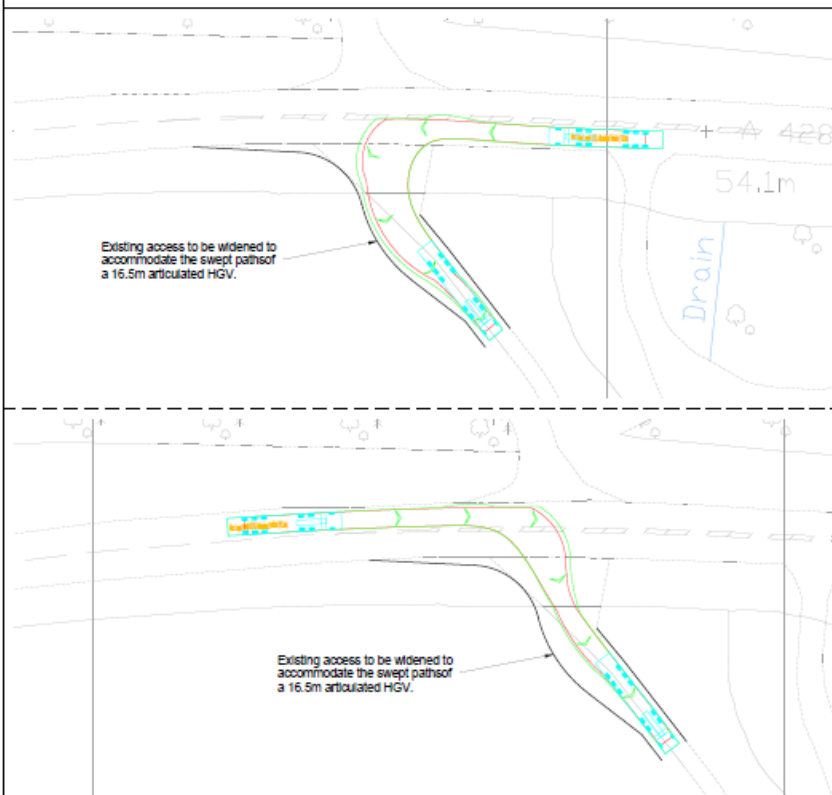 A 428
54.1m
Drain
Existing access to be widened to
accommodate the swept pathsof
a 16.5m articulated HGV.
Existing access to be widened to
accommodate the swept pathsof
a 16.5m articulated HGV.